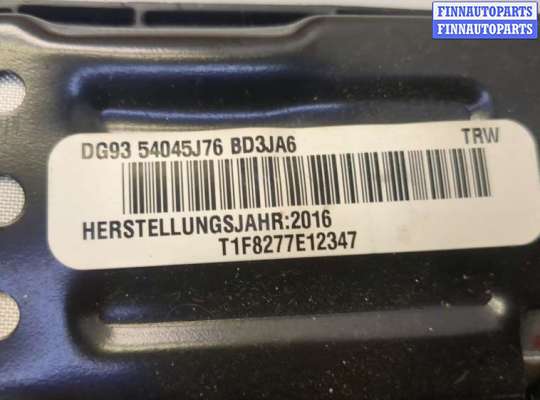 FINNAUTOPARTS
FINNAUTOPARTS
DG93 54045J76 BD3JA6 TRW
HERSTELLUNGSJAHR:2016
T1F8277E12347